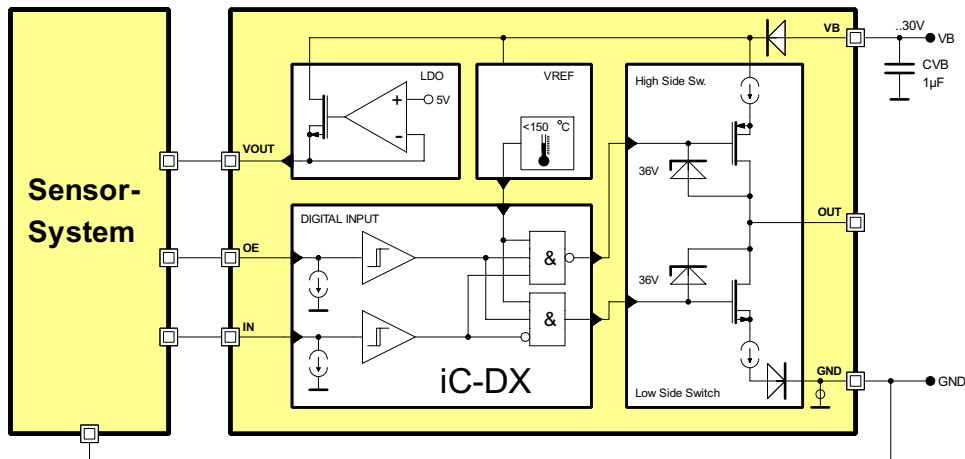 ..30V
VB
VB
CVB
1µF
LDO
VREF
High Side Sw.
+
5V
-
<150 °C
VOUT
36V
Sensor-
System
OUT
DIGITAL INPUT
OE
&
36V
IN
&
iC-DX
GND
GND
Low Side Switch